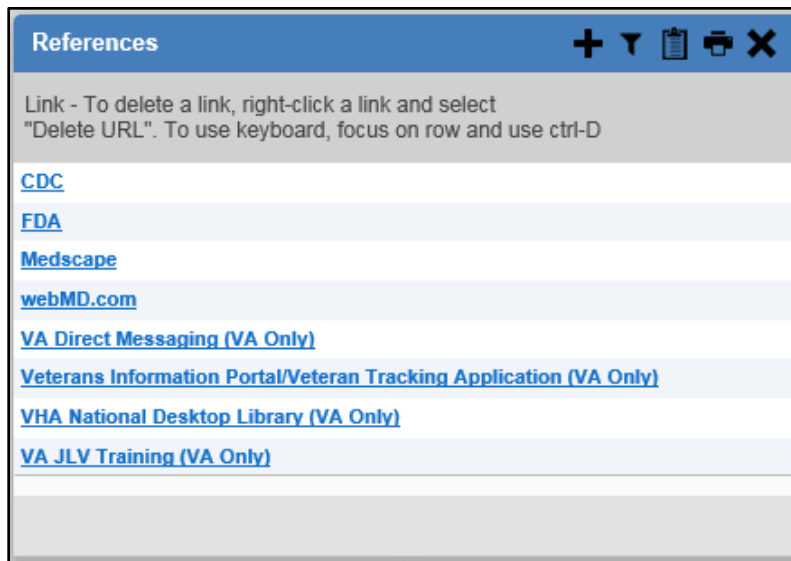 References
Link - To delete a link, right-click a link and select
"Delete URL". To use keyboard, focus on row and use ctrl-D
CDC
FDA
Medscape
webMD.com
VA Direct Messaging (VA Only)
Veterans Information Portal/Veteran Tracking Application (VA Only)
VHA National Desktop Library (VA Only)
VA JLV Training (VA Only)